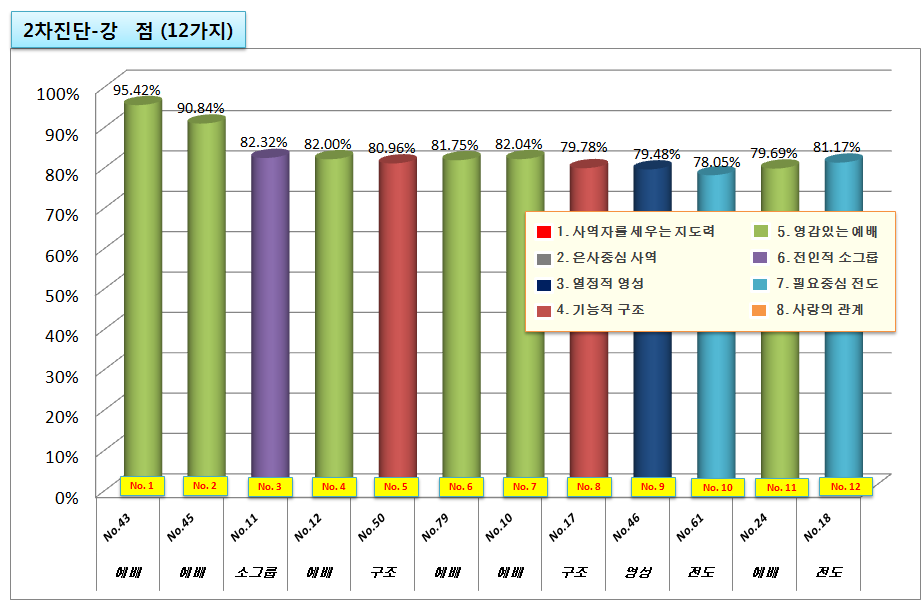 2차진단-강 점 (12가지)
100%
90%
80%
70%
60%
50%
40%
30%
20%
10%
0%
95.42%
90.84%
82.32%
82.00%
80.96%
81.75%
82.04%
79.78%
79.48%
78.05%
79.69%
81.17%
1. 사역자를 세우는 지도력
2. 은사중심 사역
3. 열정적 영성
4. 기능적 구조
5. 영감있는 예배
6. 전인적 소그룹
7. 필요중심 전도
8. 사랑의 관계
No. 1
No. 2
No. 3
No. 4
No. 5
No. 6
No. 7
No. 8
No. 9
No. 10
No. 11
No. 12
No.43
No.45
No.11
No.12
No.50
No.79
No.10
No.17
No.46
No.61
No.24
No.18
예배
예배
소그룹
예배
구조
예배
예배
구조
영성
전도
예배
전도